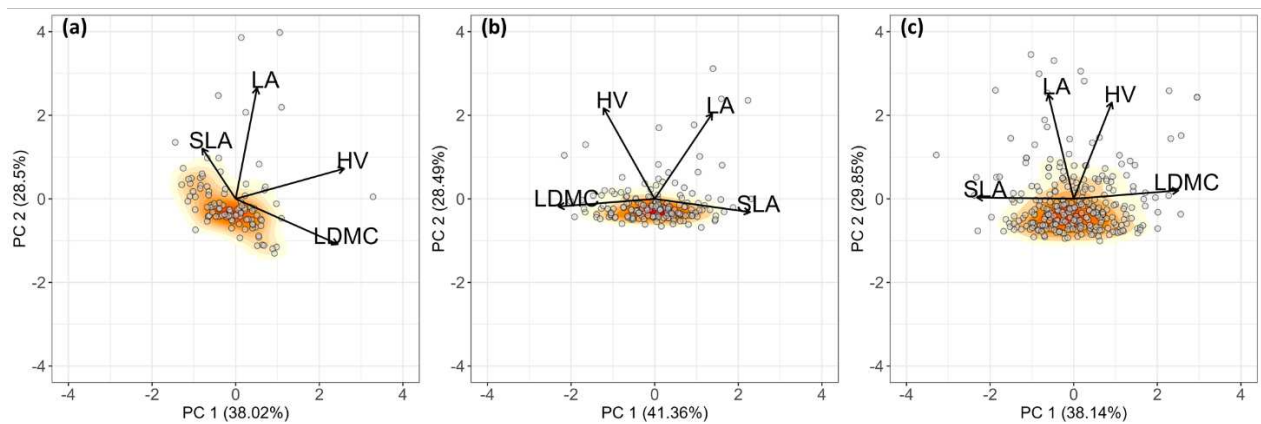 (a)
4
2
0
-2
-4
LA
SLA
HV
LDMC
-4 -2 0 2 4
PC 1 (38.02%)
PC 2 (28.5%)
(b)
4
2
0
-2
-4
HV
LA
LDMC
SLA
-4 -2 0 2 4
PC 1 (41.36%)
PC 2 (28.49%)
(c)
4
2
0
-2
-4
LA
HV
SLA
LDMC
-4 -2 0 2 4
PC 1 (38.14%)
PC 2 (29.85%)